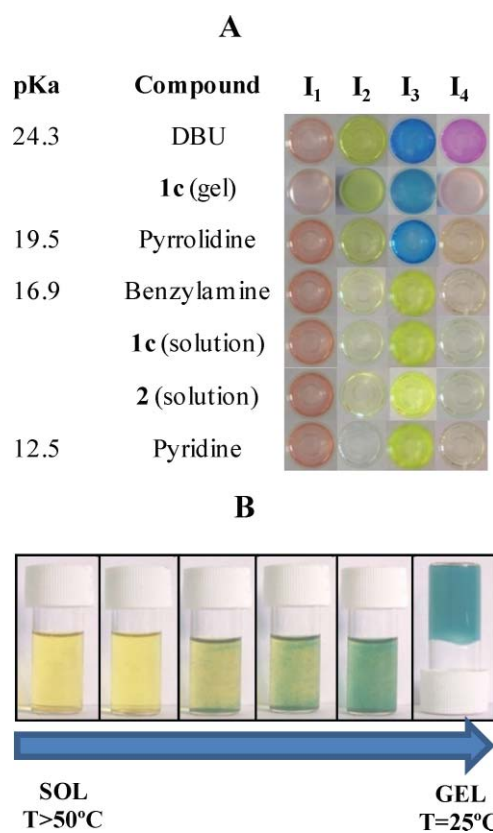 A
pKa Compound I₁ I₂ I₃ I₄
24.3 DBU
1c (gel)
19.5 Pyrrolidine
16.9 Benzylamine
1c (solution)
2 (solution)
12.5 Pyridine
B
SOL GEL
T>50ºC T=25ºC